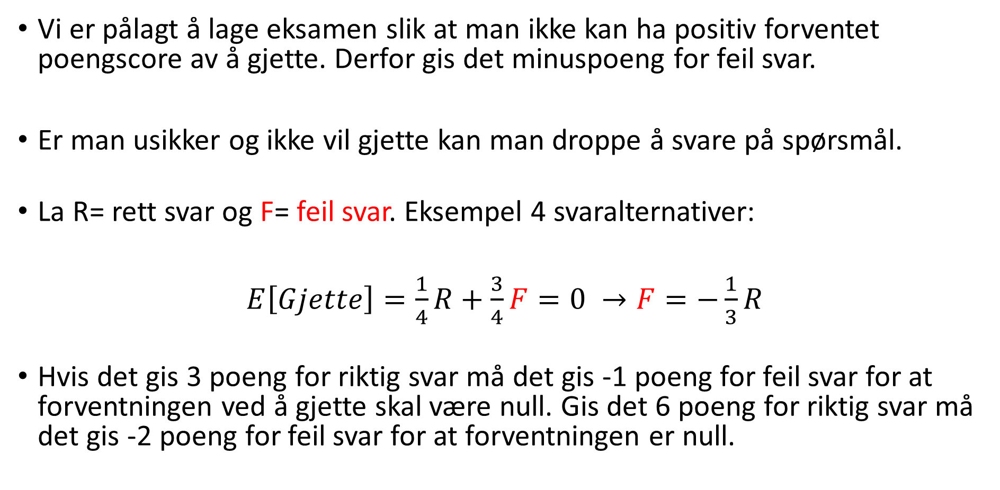 • Vi er pålagt å lage eksamen slik at man ikke kan ha positiv forventet
poengscore av å gjette. Derfor gis det minuspoeng for feil svar.
• Er man usikker og ikke vil gjette kan man droppe å svare på spørsmål.
• La R= rett svar og F= feil svar. Eksempel 4 svaralternativer:
E[Gjette] = 1/4 R + 3/4 F = 0 → F = − 1/3 R
• Hvis det gis 3 poeng for riktig svar må det gis -1 poeng for feil svar for at
forventningen ved å gjette skal være null. Gis det 6 poeng for riktig svar må
det gis -2 poeng for feil svar for at forventningen er null.